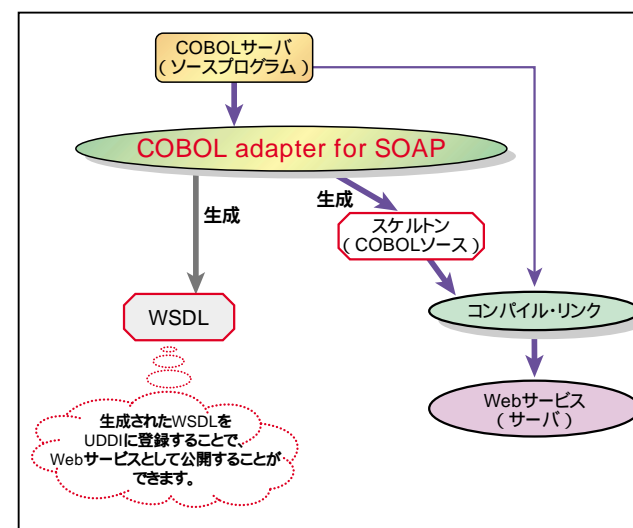 COBOLサーバ
（ソースプログラム）
COBOL adapter for SOAP
生成
生成
スケルトン
（COBOLソース）
WSDL
コンパイル・リンク
Webサービス
（サーバ）
生成されたWSDLを
UDDIに登録することで、
Webサービスとして公開することが
できます。